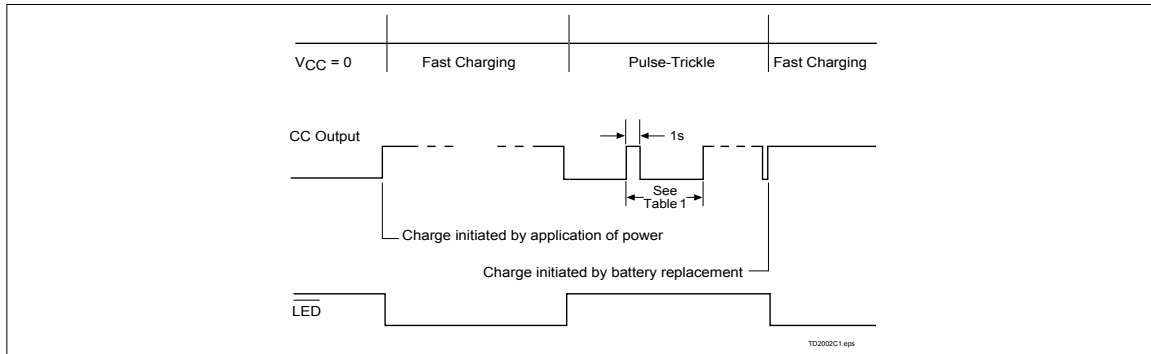 VCC = 0 Fast Charging Pulse-Trickle Fast Charging
CC Output
1s
See
Table 1
Charge initiated by application of power
Charge initiated by battery replacement
LED
TD2002C1.eps